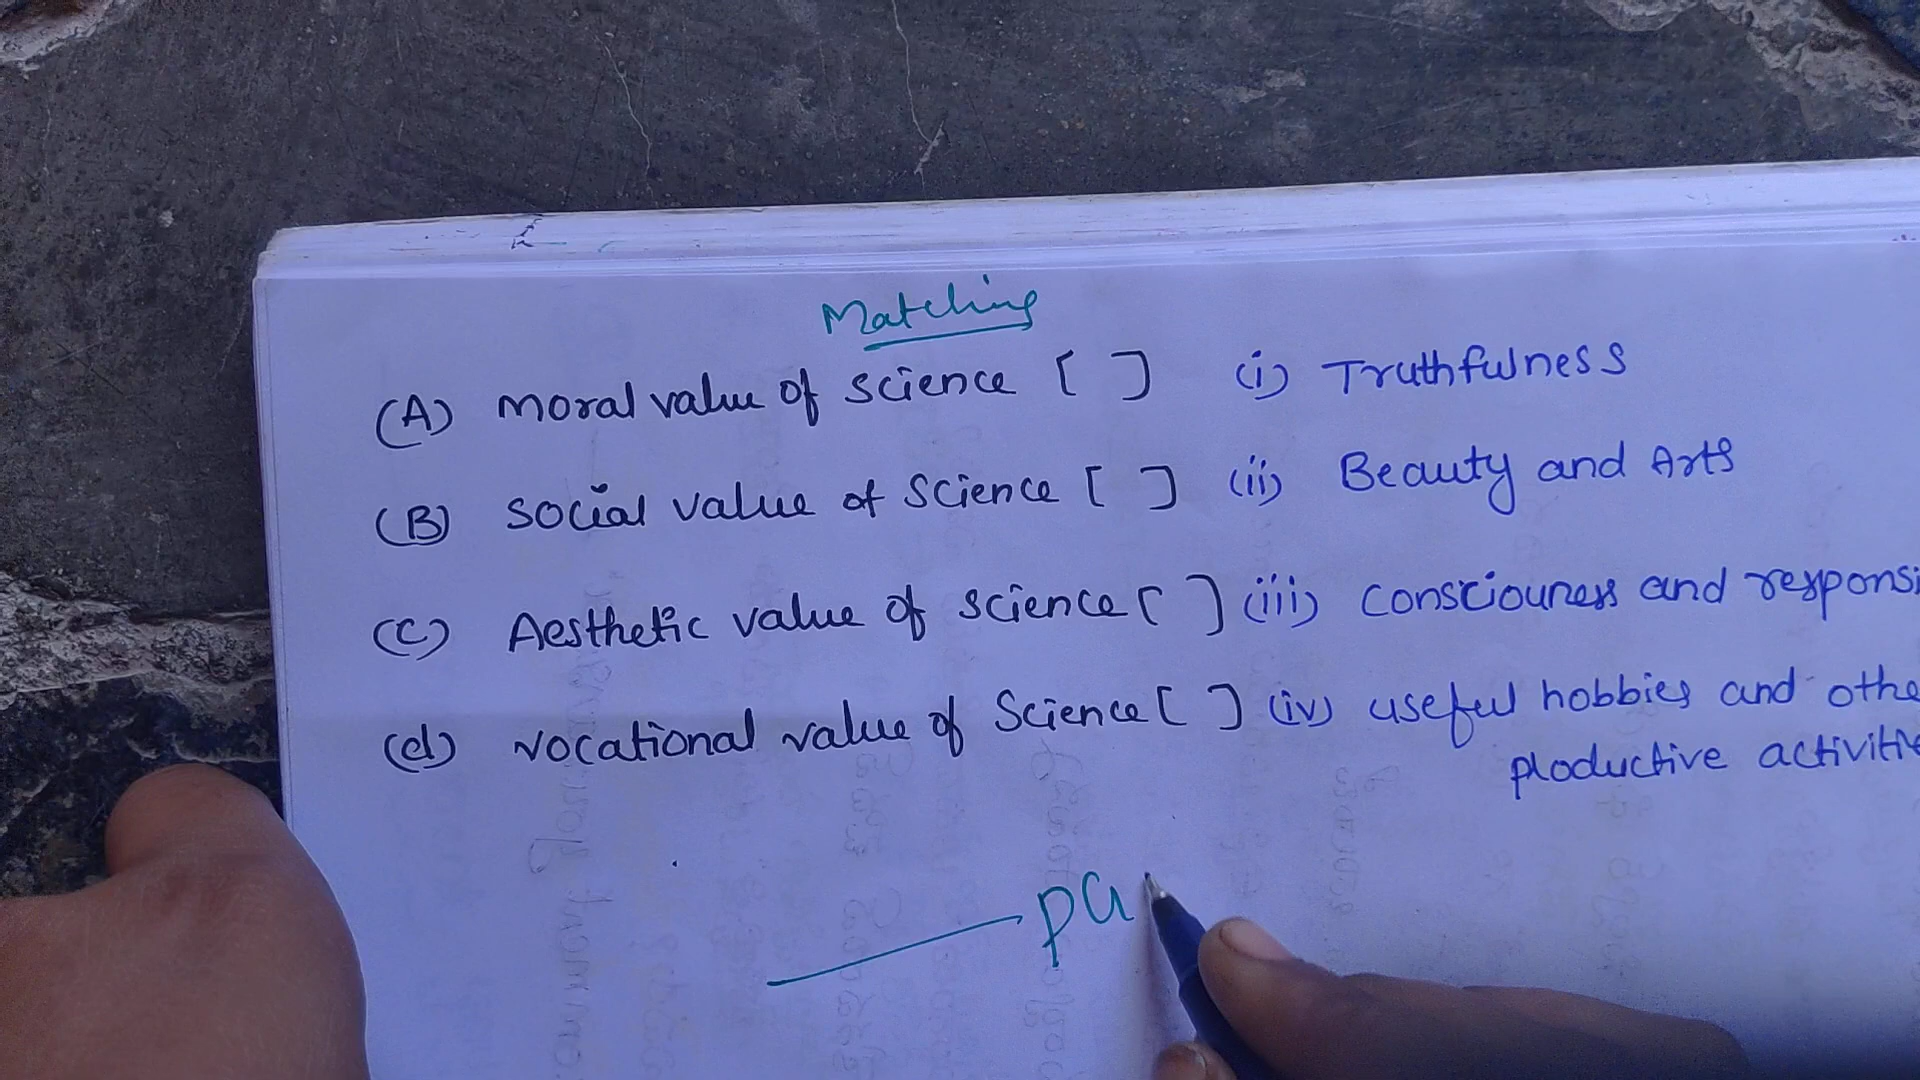 Matching
(A) Moral value of science [ ] (i) Truthfulness
(B) Social value of science [ ] (ii) Beauty and Arts
(C) Aesthetic value of science [ ] (iii) Consciouness and responsi
(d) vocational value of Science [ ] (iv) useful hobbies and othe
ploductive activitie
pa